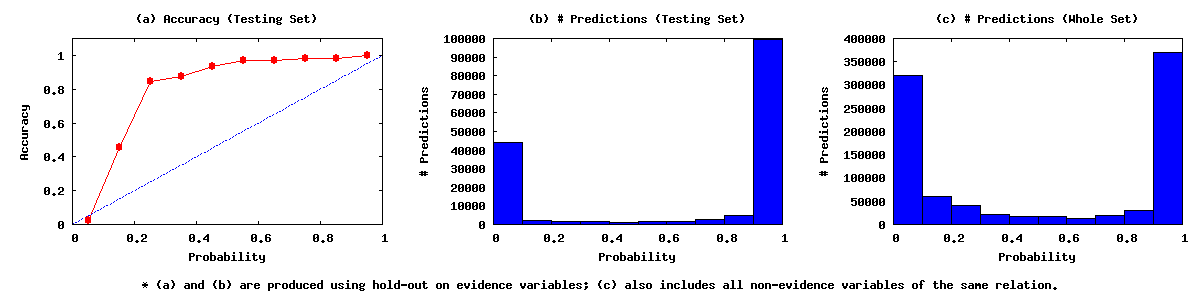 (a) Accuracy (Testing Set)
1
0.8
0.6
0.4
0.2
0
Accuracy
0 0.2 0.4 0.6 0.8 1
Probability
(b) # Predictions (Testing Set)
100000
90000
80000
70000
60000
50000
40000
30000
20000
10000
0
# Predictions
0 0.2 0.4 0.6 0.8 1
Probability
(c) # Predictions (Whole Set)
400000
350000
300000
250000
200000
150000
100000
50000
0
# Predictions
0 0.2 0.4 0.6 0.8 1
Probability
* (a) and (b) are produced using hold-out on evidence variables; (c) also includes all non-evidence variables of the same relation.